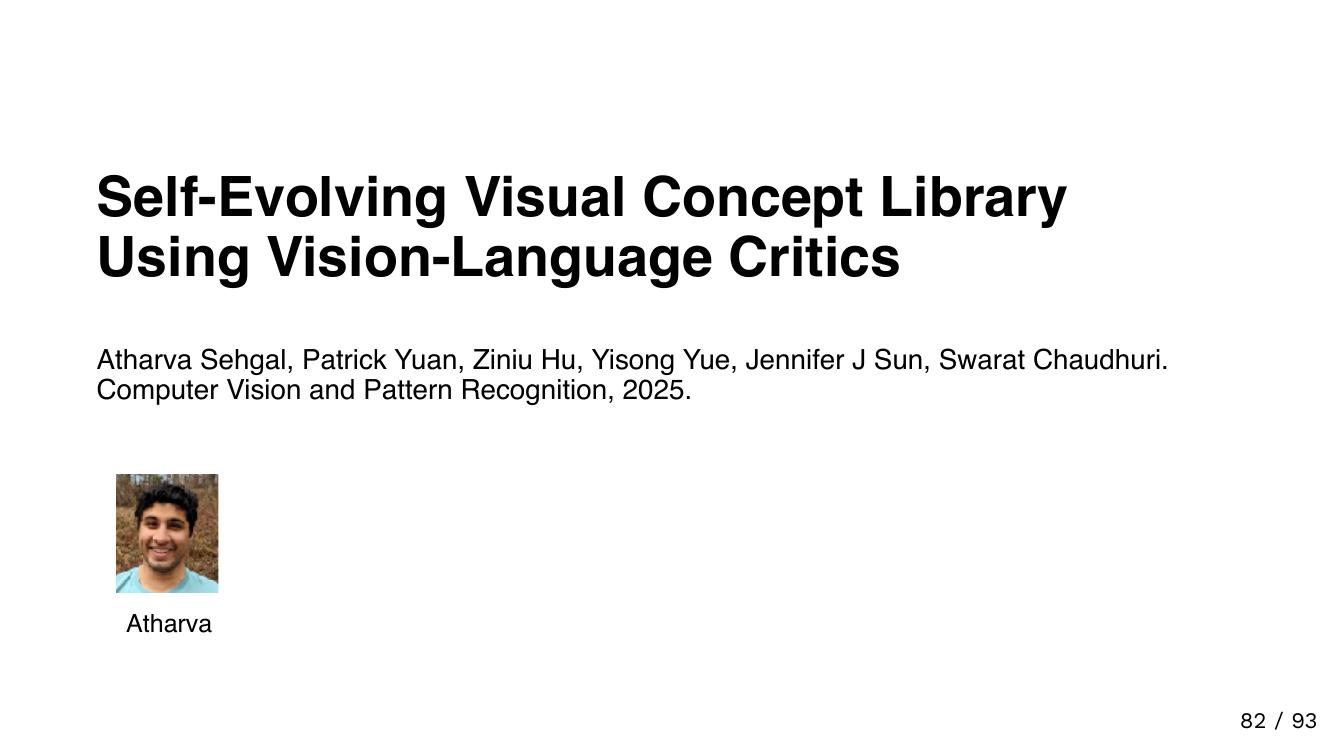 Self-Evolving Visual Concept Library
Using Vision-Language Critics
Atharva Sehgal, Patrick Yuan, Ziniu Hu, Yisong Yue, Jennifer J Sun, Swarat Chaudhuri.
Computer Vision and Pattern Recognition, 2025.
Atharva
82 / 93